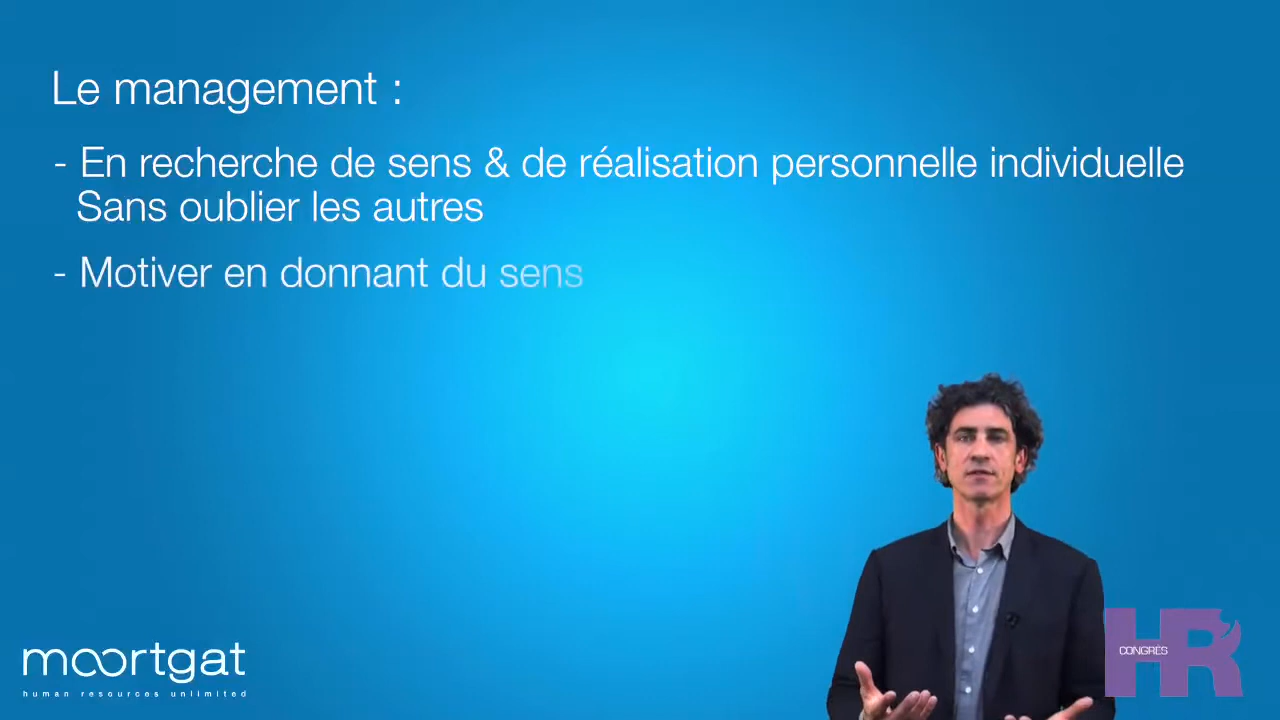 Le management :
- En recherche de sens & de réalisation personnelle individuelle
Sans oublier les autres
- Motiver en donnant du sens
moortgat
human resources unlimited
CONGRÈS
HR